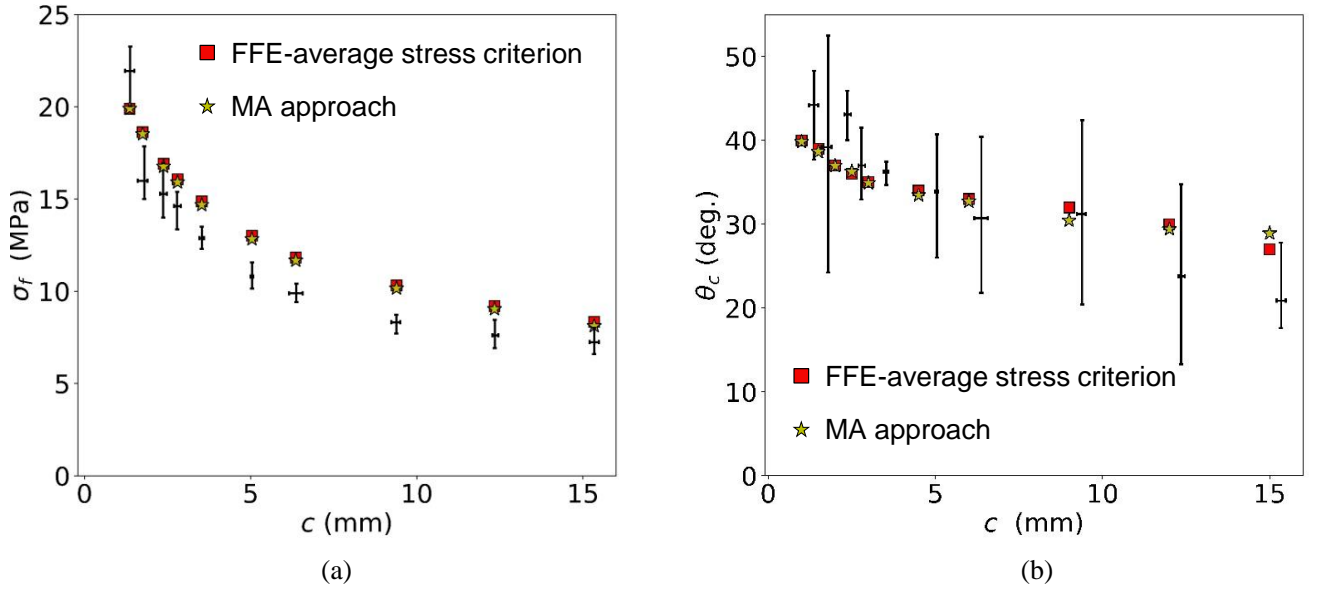 25
20
15
10
5
0
σf (MPa)
FFE-average stress criterion
MA approach
0 5 10 15
c (mm)
(a)
50
40
30
20
10
0
θc (deg.)
FFE-average stress criterion
MA approach
0 5 10 15
c (mm)
(b)